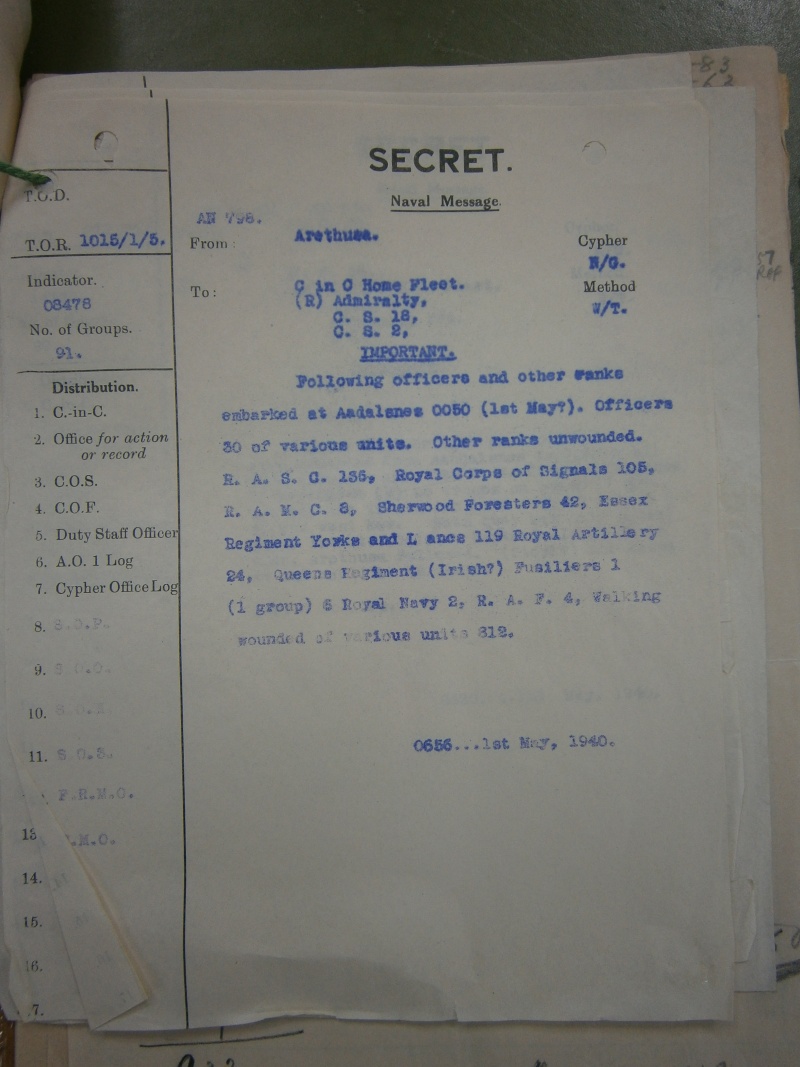 SECRET.
Naval Message.
AN 798.
T.O.D.
T.O.R. 1015/1/5.
From: Arethusa.
Cypher
N/G.
Indicator.
08478
To: C in C Home Fleet.
(R) Admiralty,
C. S. 18,
C. S. 2,
Method
W/T.
No. of Groups.
91.
IMPORTANT.
Following officers and other ranks
embarked at Aadalsnes 0050 (1st May?). Officers
30 of various units. Other ranks unwounded.
R. A. S. C. 135, Royal Corps of Signals 105,
R. A. M. C. 8, Sherwood Foresters 42, Essex
Regiment Yorks and L ancs 119 Royal Artillery
24, Queens Regiment (Irish?) Fusiliers 1
(1 group) 6 Royal Navy 2, R. A. F. 4, Walking
wounded of various units 312.
0656...1st May, 1940.
Distribution.
1. C.-in-C.
2. Office for action
or record
3. C.O.S.
4. C.O.F.
5. Duty Staff Officer
6. A.O. 1 Log
7. Cypher Office Log
8. S.O.P.
9. S.O.O.
10.
11. S.O.S.
F.R.M.O.
13 .M.O.
14.
15.
16.
7.